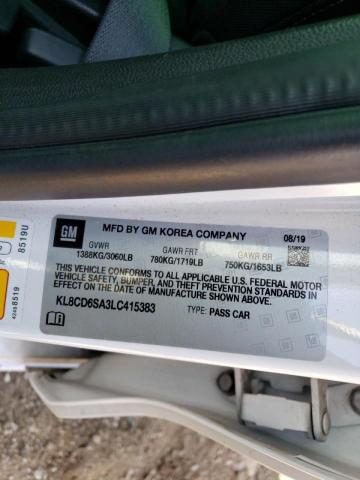 GM
MFD BY GM KOREA COMPANY
08/19
GVWR GAWR FRT GAWR RR
1388KG/3060LB 780KG/1719LB 750KG/1653LB
THIS VEHICLE CONFORMS TO ALL APPLICABLE U.S. FEDERAL MOTOR
VEHICLE SAFETY, BUMPER, AND THEFT PREVENTION STANDARDS IN
EFFECT ON THE DATE OF MANUFACTURE SHOWN ABOVE.
KL8CD6SA3LC415383 TYPE: PASS CAR
8519U